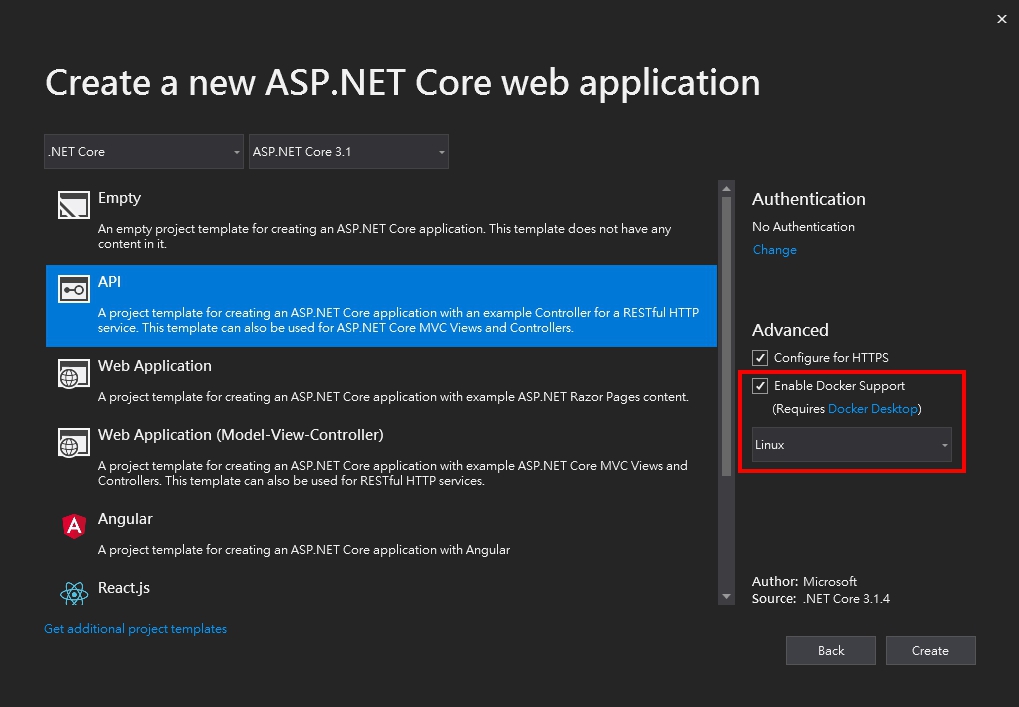 Create a new ASP.NET Core web application
.NET Core
ASP.NET Core 3.1
Empty
An empty project template for creating an ASP.NET Core application. This template does not have any
content in it.
API
A project template for creating an ASP.NET Core application with an example Controller for a RESTful HTTP
service. This template can also be used for ASP.NET Core MVC Views and Controllers.
Web Application
A project template for creating an ASP.NET Core application with example ASP.NET Razor Pages content.
Web Application (Model-View-Controller)
A project template for creating an ASP.NET Core application with example ASP.NET Core MVC Views and
Controllers. This template can also be used for RESTful HTTP services.
Angular
A project template for creating an ASP.NET Core application with Angular
React.js
Get additional project templates
Authentication
No Authentication
Change
Advanced
Configure for HTTPS
Enable Docker Support
(Requires Docker Desktop)
Linux
Author: Microsoft
Source: .NET Core 3.1.4
Back
Create